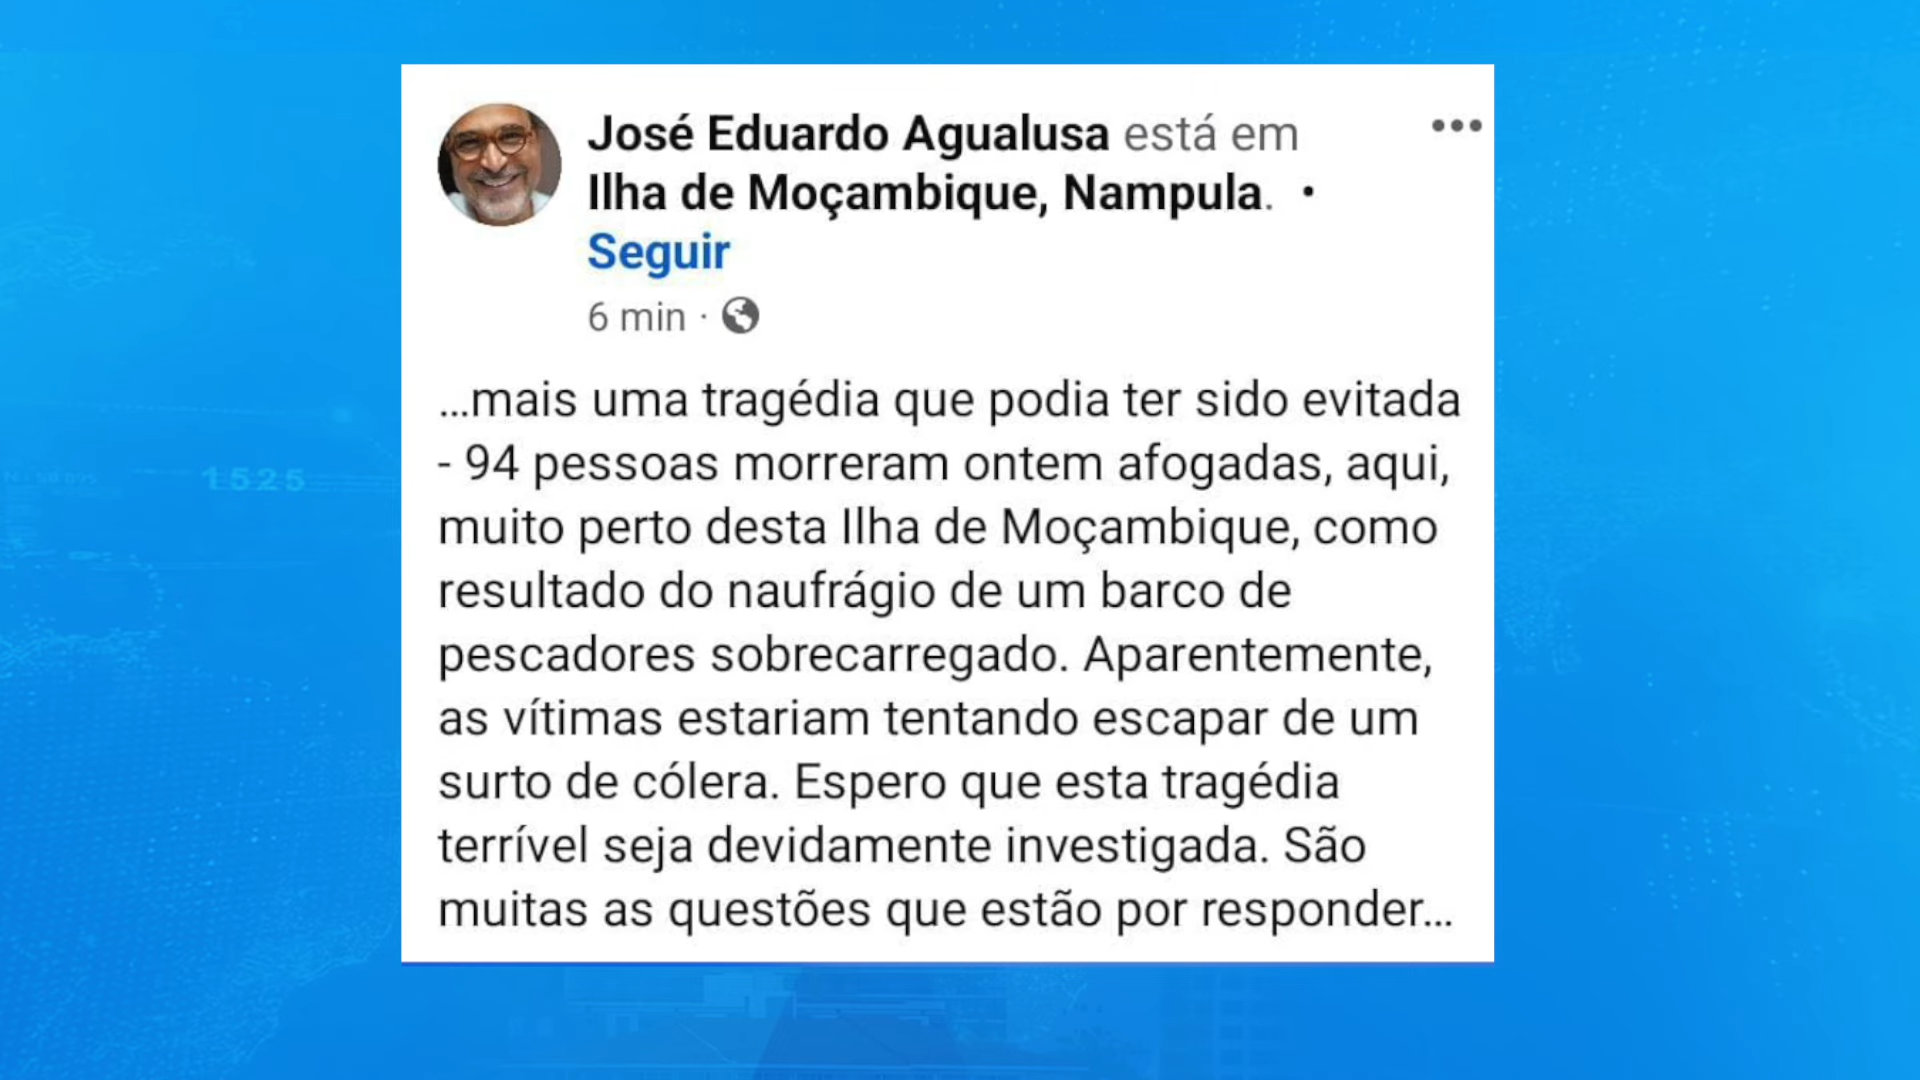 José Eduardo Agualusa está em
Ilha de Moçambique, Nampula. •
Seguir
6 min ·
...mais uma tragédia que podia ter sido evitada
- 94 pessoas morreram ontem afogadas, aqui,
muito perto desta Ilha de Moçambique, como
resultado do naufrágio de um barco de
pescadores sobrecarregado. Aparentemente,
as vítimas estariam tentando escapar de um
surto de cólera. Espero que esta tragédia
terrível seja devidamente investigada. São
muitas as questões que estão por responder...
1525